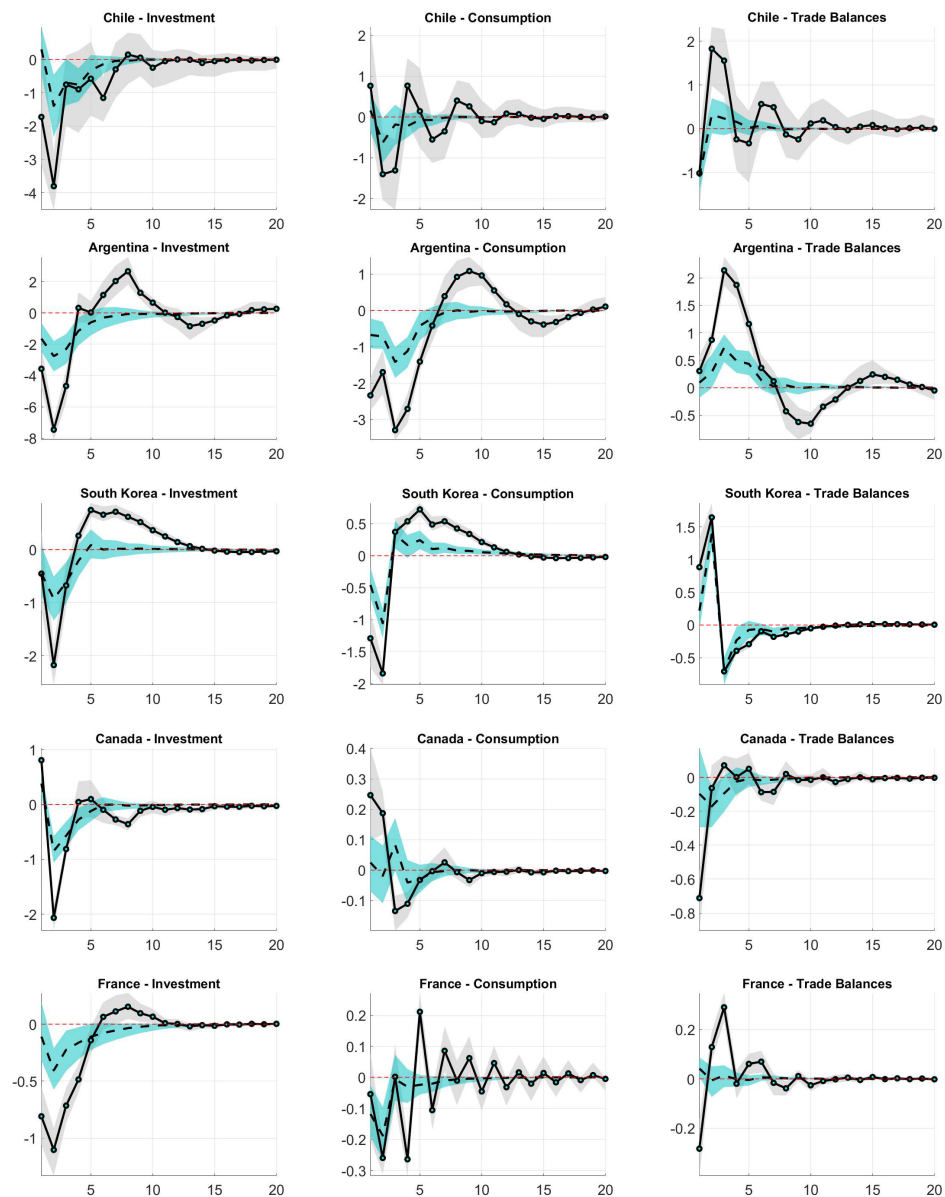 Chile - Investment
0
-1
-2
-3
-4
5 10 15 20
Chile - Consumption
2
1
0
-1
-2
5 10 15 20
Chile - Trade Balances
2
1
0
-1
5 10 15 20
Argentina - Investment
2
0
-2
-4
-6
-8
5 10 15 20
Argentina - Consumption
1
0
-1
-2
-3
5 10 15 20
Argentina - Trade Balances
2
1.5
1
0.5
0
-0.5
5 10 15 20
South Korea - Investment
0
-1
-2
5 10 15 20
South Korea - Consumption
0.5
0
-0.5
-1
-1.5
-2
5 10 15 20
South Korea - Trade Balances
1.5
1
0.5
0
-0.5
5 10 15 20
Canada - Investment
1
0
-1
-2
5 10 15 20
Canada - Consumption
0.4
0.3
0.2
0.1
0
-0.1
5 10 15 20
Canada - Trade Balances
0
-0.2
-0.4
-0.6
-0.8
5 10 15 20
France - Investment
0
-0.5
-1
5 10 15 20
France - Consumption
0.2
0.1
0
-0.1
-0.2
-0.3
5 10 15 20
France - Trade Balances
0.2
0
-0.2
5 10 15 20